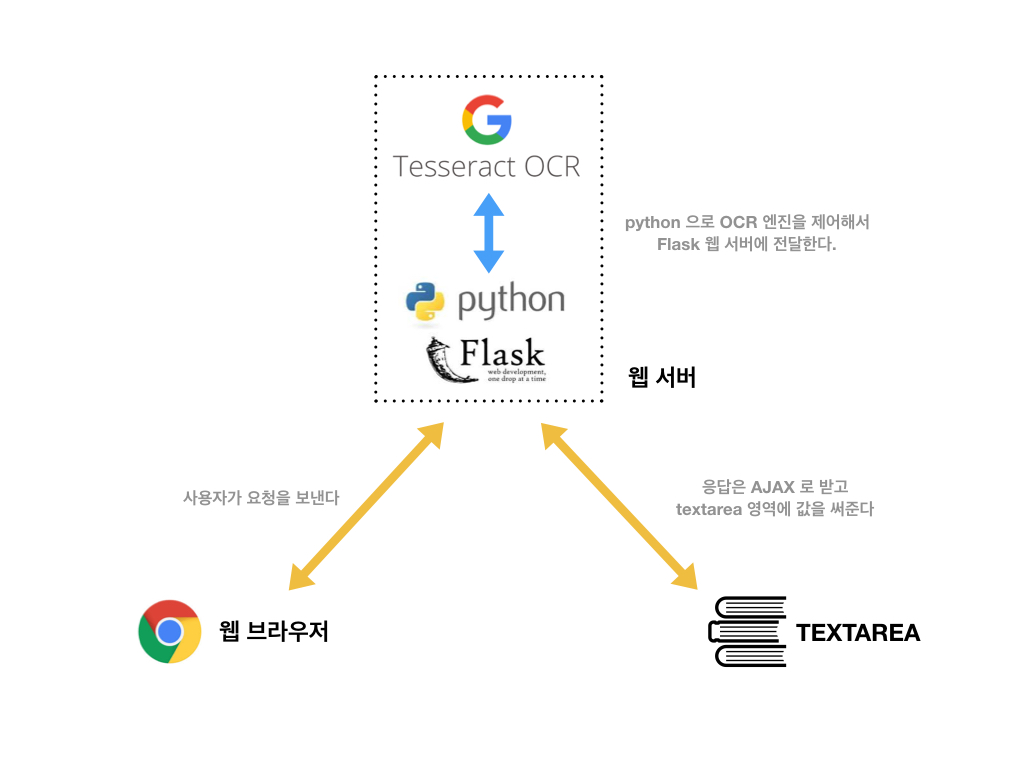 Tesseract OCR
python 으로 OCR 엔진을 제어해서
Flask 웹 서버에 전달한다.
python
Flask
web development,
one drop at a time
웹 서버
사용자가 요청을 보낸다
응답은 AJAX 로 받고
textarea 영역에 값을 써준다
웹 브라우저
TEXTAREA